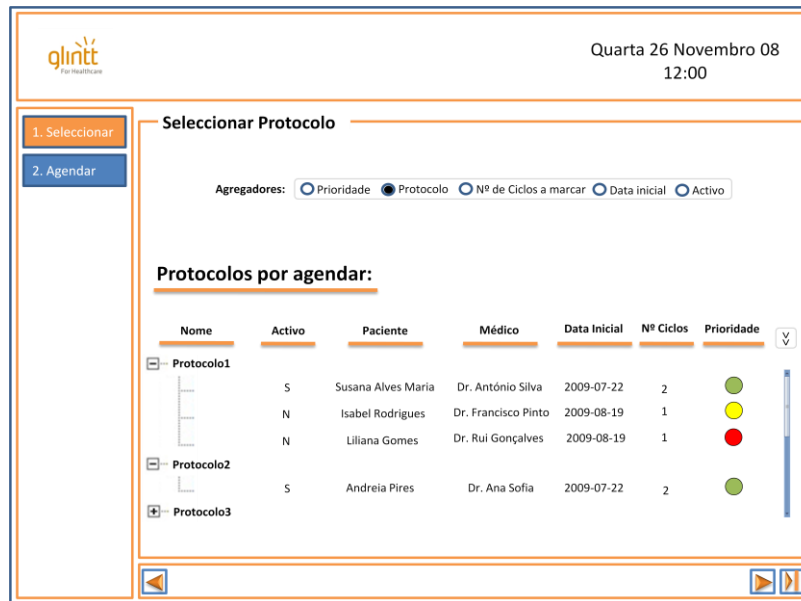 glintt
For Healthcare
Quarta 26 Novembro 08
12:00
1. Seleccionar
2. Agendar
Seleccionar Protocolo
Agregadores: Prioridade Protocolo Nº de Ciclos a marcar Data inicial Activo
Protocolos por agendar:
Nome Activo Paciente Médico Data Inicial Nº Ciclos Prioridade
Protocolo1
S Susana Alves Maria Dr. António Silva 2009-07-22 2
N Isabel Rodrigues Dr. Francisco Pinto 2009-08-19 1
N Liliana Gomes Dr. Rui Gonçalves 2009-08-19 1
Protocolo2
S Andreia Pires Dr. Ana Sofia 2009-07-22 2
Protocolo3